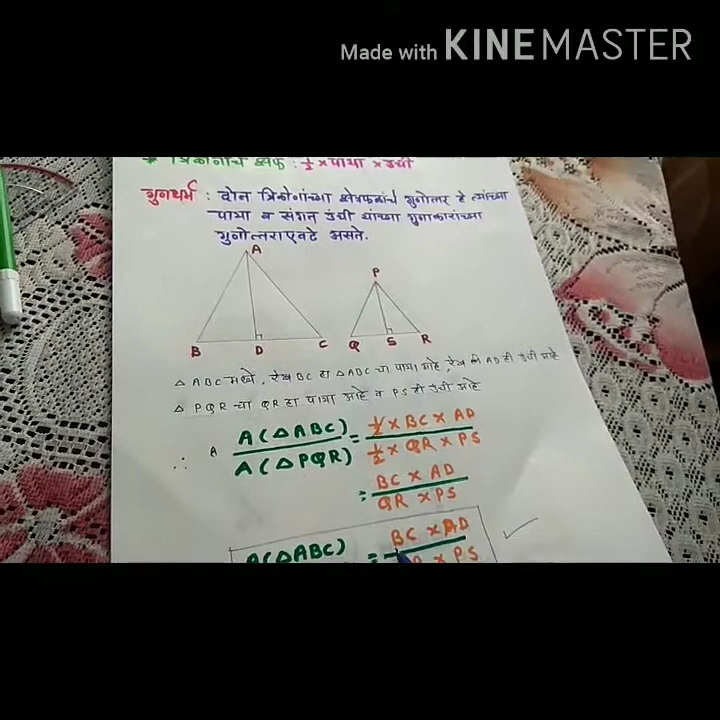 Made with KINEMASTER
* त्रिकोणाचे क्षेत्रफ : ½ × पाया × उंची
गुणधर्म : दोन त्रिकोणांच्या क्षेत्रफळांचे गुणोत्तर हे त्यांच्या
पाया व संगत उंची यांच्या गुणाकारांच्या
गुणोत्तराएवढे असते.
A
B D C
P
Q S R
△ ABC मध्ये, रेख BC हा △ABC चा पाया आहे, रेख AD ही उंची आहे
△ PQR चा QR हा पाया आहे व PS ही उंची आहे
∴ A A(△ABC) / A(△PQR) = ½ × BC × AD / ½ × QR × PS
= BC × AD / QR × PS
A(△ABC) = BC × AD / × PS